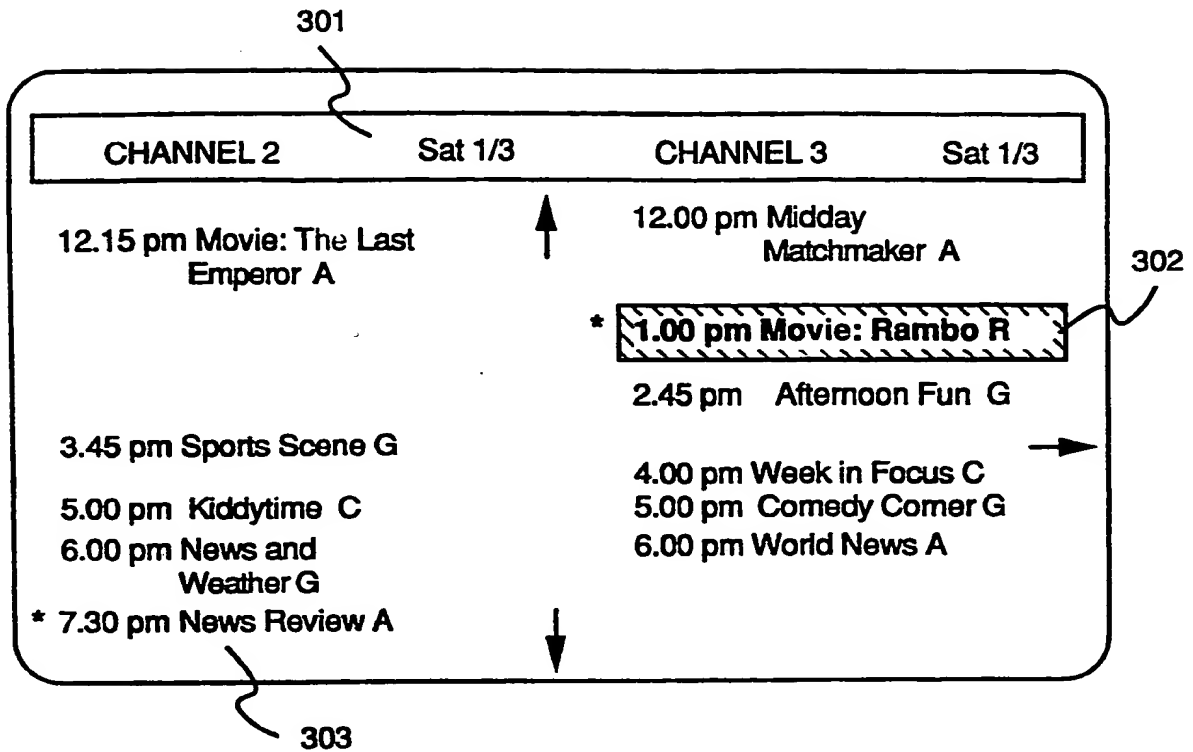 301
CHANNEL 2 Sat 1/3 CHANNEL 3 Sat 1/3
12.15 pm Movie: The Last
Emperor A
3.45 pm Sports Scene G
5.00 pm Kiddytime C
6.00 pm News and
Weather G
* 7.30 pm News Review A
12.00 pm Midday
Matchmaker A
* 1.00 pm Movie: Rambo R
2.45 pm Afternoon Fun G
4.00 pm Week in Focus C
5.00 pm Comedy Corner G
6.00 pm World News A
302
303